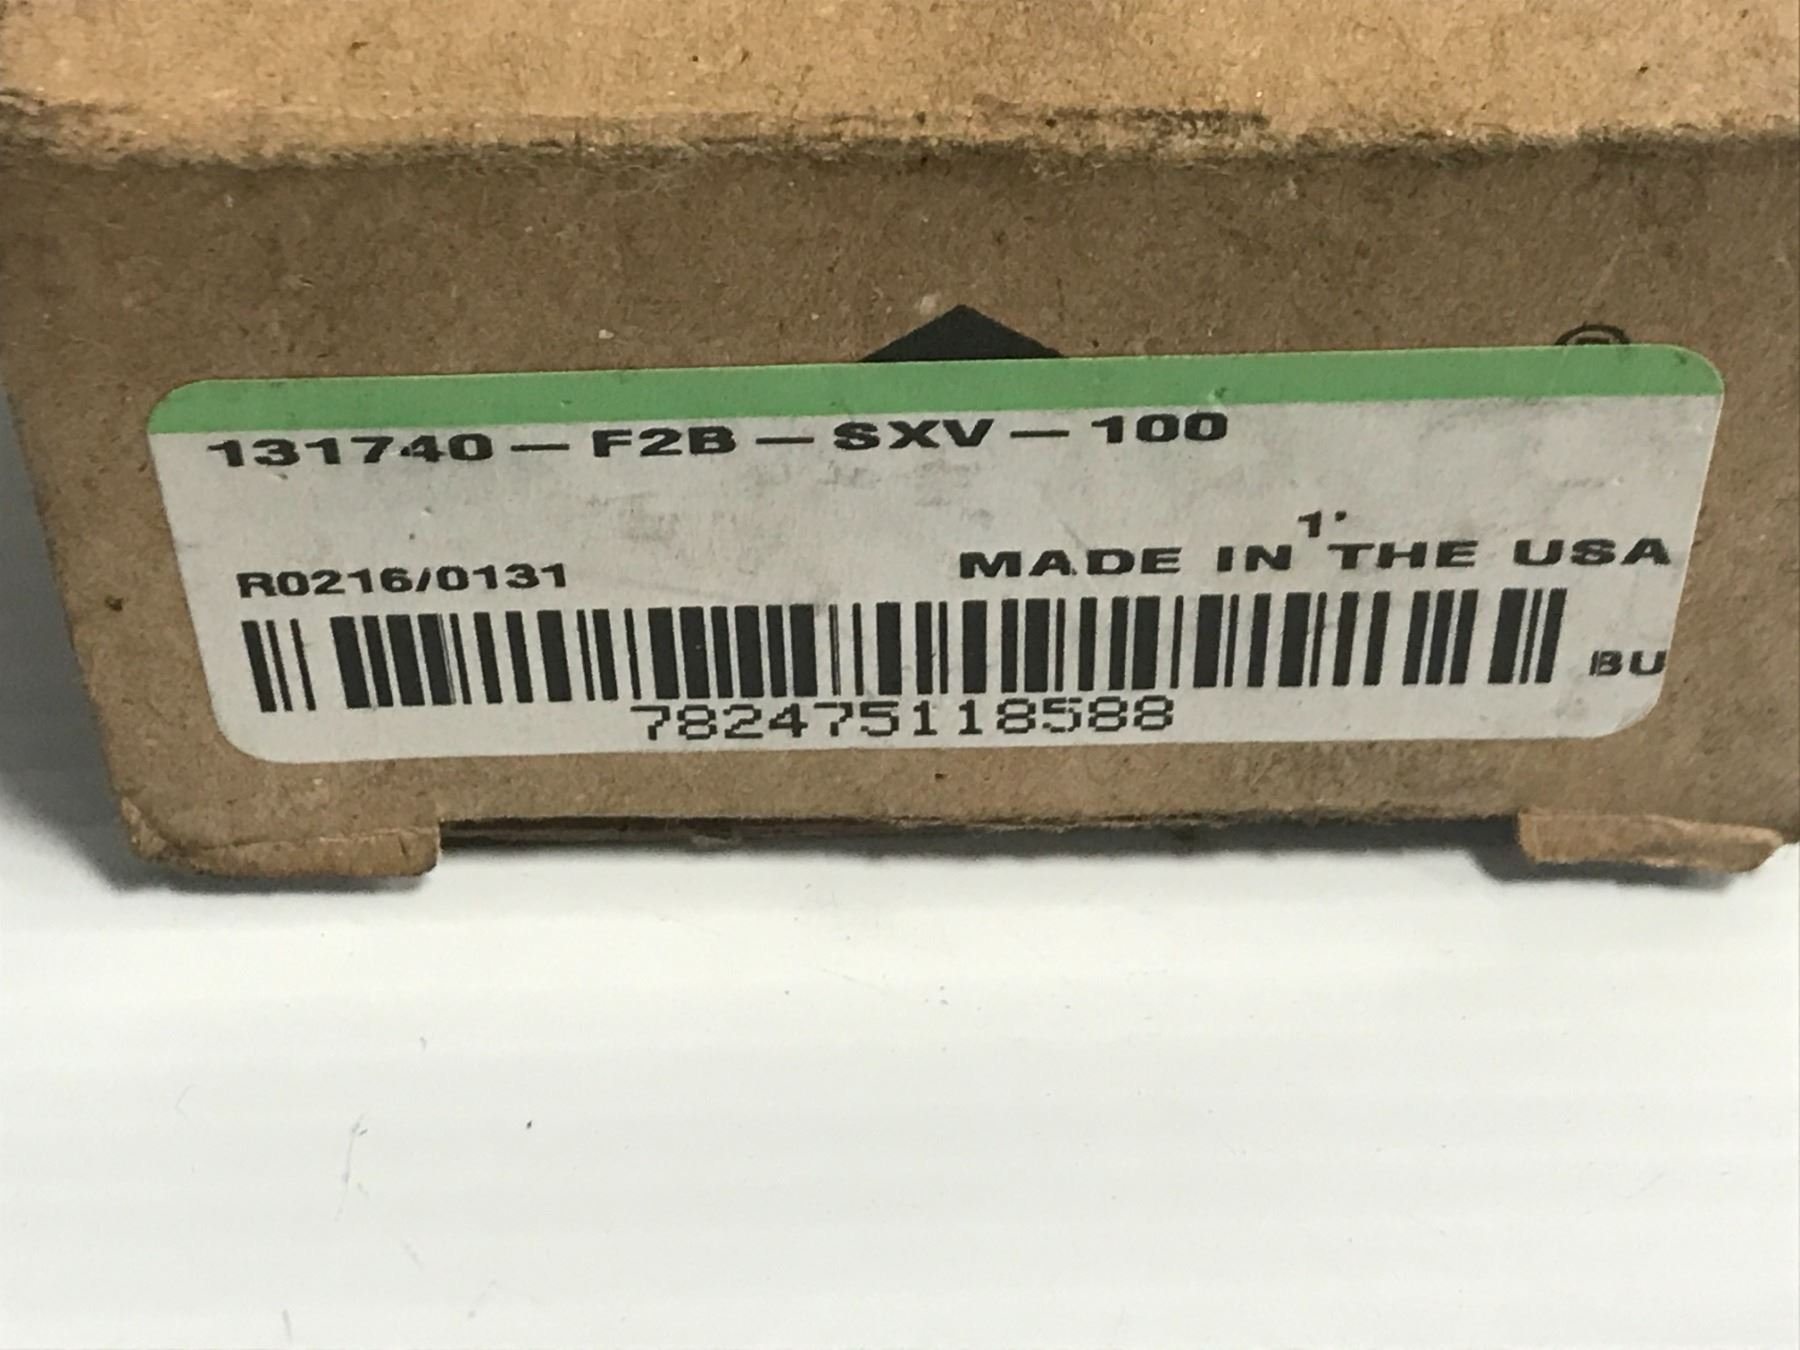 ®
131740-F2B-SXV-100
1"
R0216/0131 MADE IN THE USA
BU
782475118588